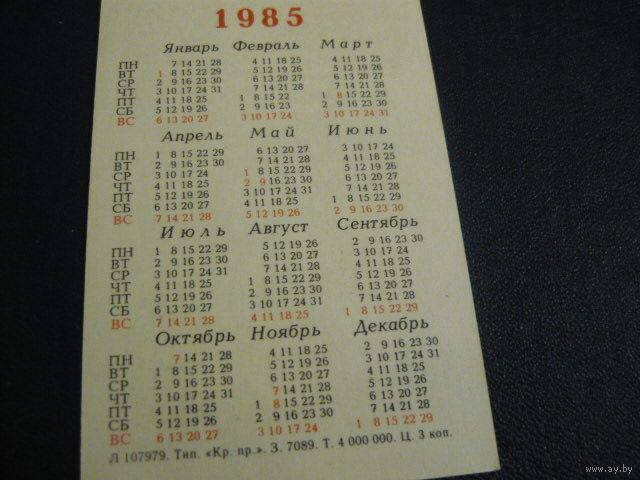 1985
Январь Февраль Март
ПН 7 14 21 28 4 11 18 25 4 11 18 25
ВТ 1 8 15 22 29 5 12 19 26 5 12 19 26
СР 2 9 16 23 30 6 13 20 27 6 13 20 27
ЧТ 3 10 17 24 31 7 14 21 28 7 14 21 28
ПТ 4 11 18 25 1 8 15 22 1 8 15 22 29
СБ 5 12 19 26 2 9 16 23 2 9 16 23 30
ВС 6 13 20 27 3 10 17 24 3 10 17 24 31
Апрель Май Июнь
ПН 1 8 15 22 29 6 13 20 27 3 10 17 24
ВТ 2 9 16 23 30 7 14 21 28 4 11 18 25
СР 3 10 17 24 1 8 15 22 29 5 12 19 26
ЧТ 4 11 18 25 2 9 16 23 30 6 13 20 27
ПТ 5 12 19 26 3 10 17 24 31 7 14 21 28
СБ 6 13 20 27 4 11 18 25 1 8 15 22 29
ВС 7 14 21 28 5 12 19 26 2 9 16 23 30
Июль Август Сентябрь
ПН 1 8 15 22 29 5 12 19 26 2 9 16 23 30
ВТ 2 9 16 23 30 6 13 20 27 3 10 17 24
СР 3 10 17 24 31 7 14 21 28 4 11 18 25
ЧТ 4 11 18 25 1 8 15 22 29 5 12 19 26
ПТ 5 12 19 26 2 9 16 23 30 6 13 20 27
СБ 6 13 20 27 3 10 17 24 31 7 14 21 28
ВС 7 14 21 28 4 11 18 25 1 8 15 22 29
Октябрь Ноябрь Декабрь
ПН 7 14 21 28 4 11 18 25 2 9 16 23 30
ВТ 1 8 15 22 29 5 12 19 26 3 10 17 24 31
СР 2 9 16 23 30 6 13 20 27 4 11 18 25
ЧТ 3 10 17 24 31 7 14 21 28 5 12 19 26
ПТ 4 11 18 25 1 8 15 22 29 6 13 20 27
СБ 5 12 19 26 2 9 16 23 30 7 14 21 28
ВС 6 13 20 27 3 10 17 24 1 8 15 22 29
Л 107979. Тип. «Кр. пр.». З. 7089. Т. 4 000 000. Ц. 3 коп.
www.ay.by